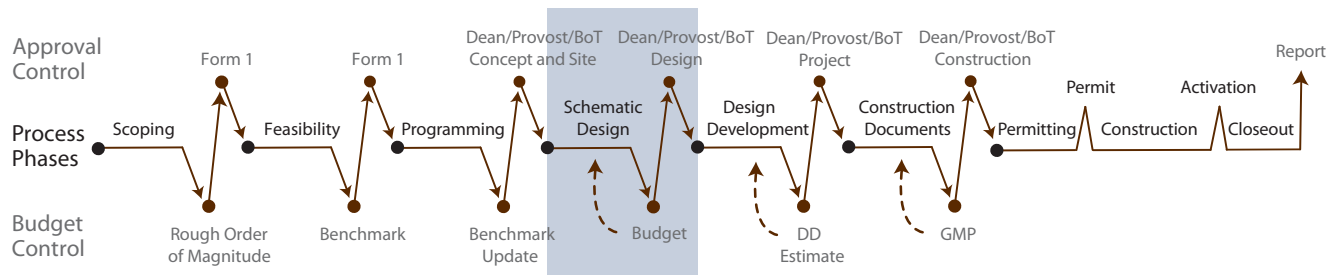 Approval
Control
Form 1
Form 1
Dean/Provost/BoT
Concept and Site
Dean/Provost/BoT
Design
Dean/Provost/BoT
Project
Dean/Provost/BoT
Construction
Report
Process
Phases
Scoping
Feasibility
Programming
Schematic
Design
Design
Development
Construction
Documents
Permitting
Permit
Construction
Activation
Closeout
Budget
Control
Rough Order
of Magnitude
Benchmark
Benchmark
Update
Budget
DD
Estimate
GMP